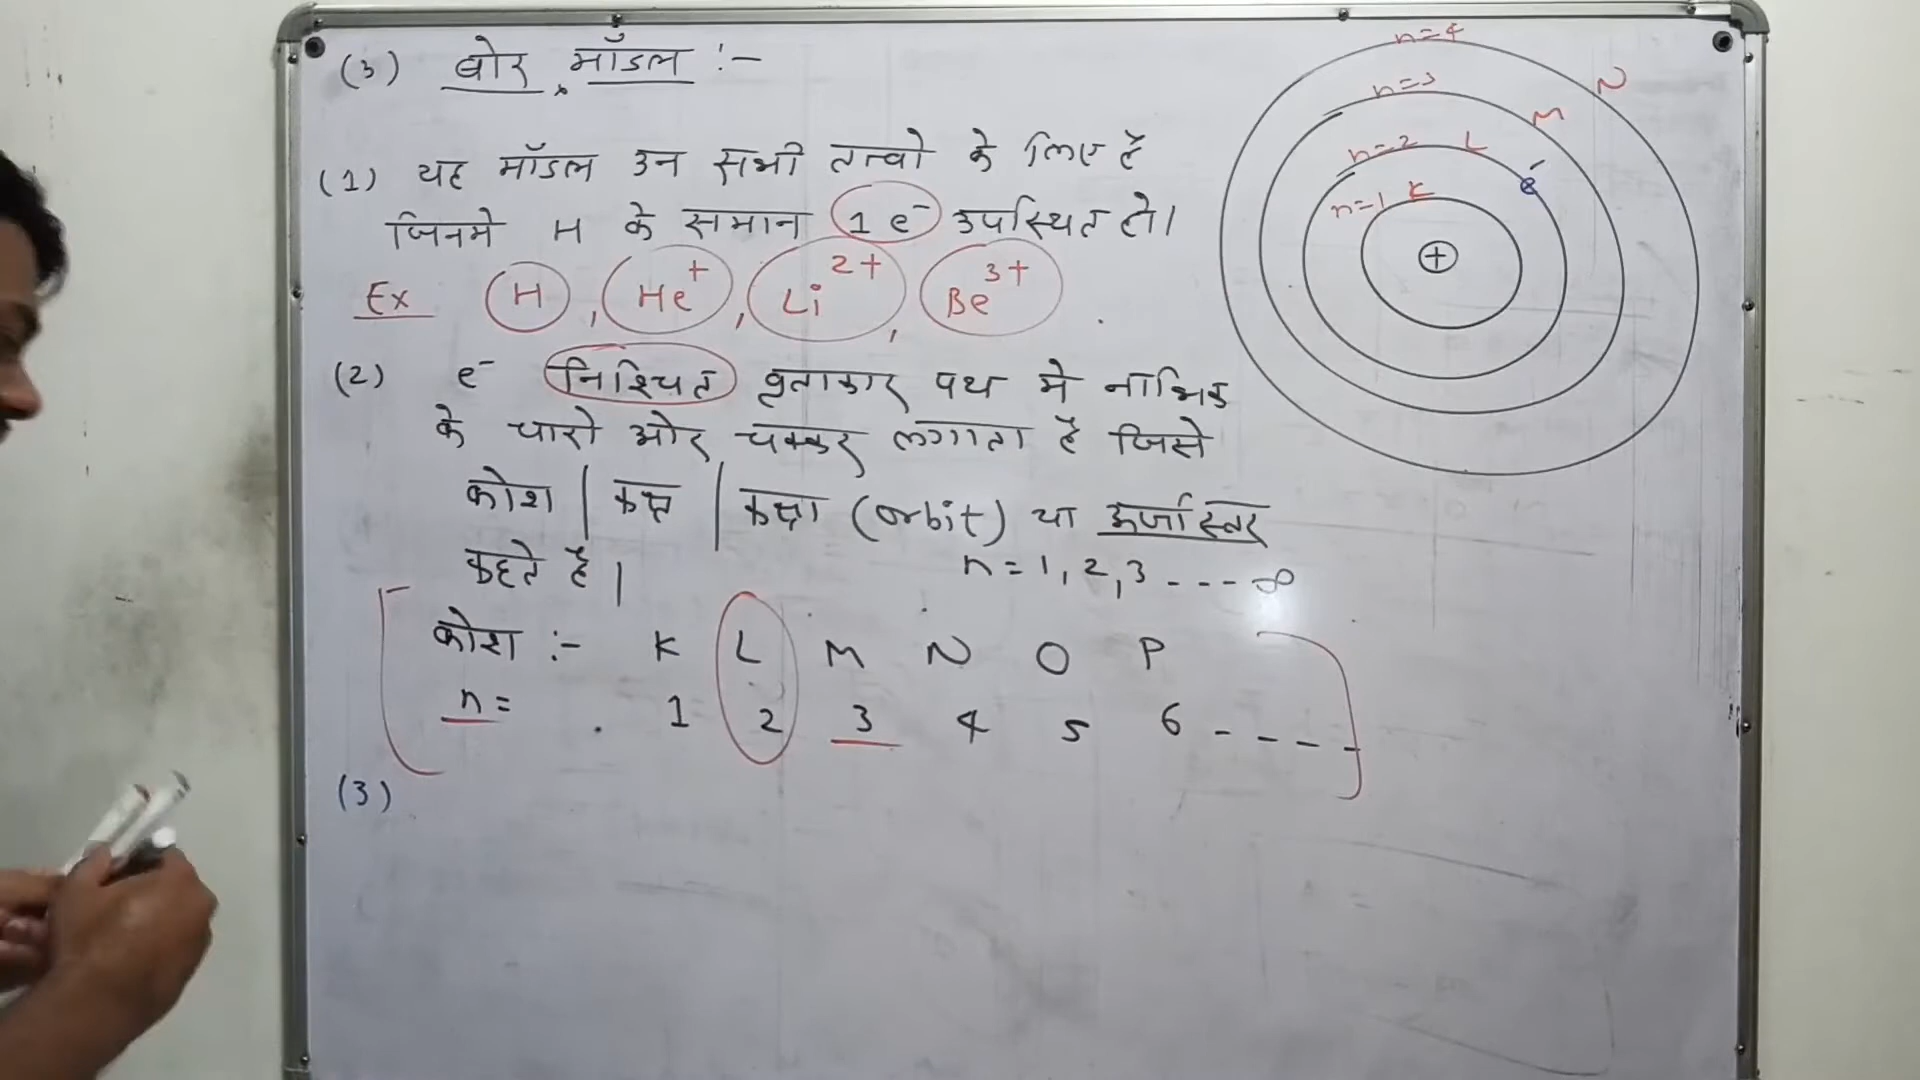 (3) बोर मॉडल :-
(1) यह मॉडल उन सभी तत्वो के लिए है
जिनमे H के समान 1 e⁻ उपस्थित हो।
Ex H , He⁺ , Li²⁺ , Be³⁺
(2) e⁻ निश्चित वृताकार पथ मे नाभिक
के चारो ओर चक्कर लगाता है जिसे
कोश | कक्ष | कक्षा (orbit) या ऊर्जा स्तर
कहते है |
n = 1, 2, 3 - - - - ∞
कोश :- K L M N O P
n = 1 2 3 4 5 6 - - - -
(3)
n=4
N
n=3
M
n=2 L
e⁻
n=1 K
+